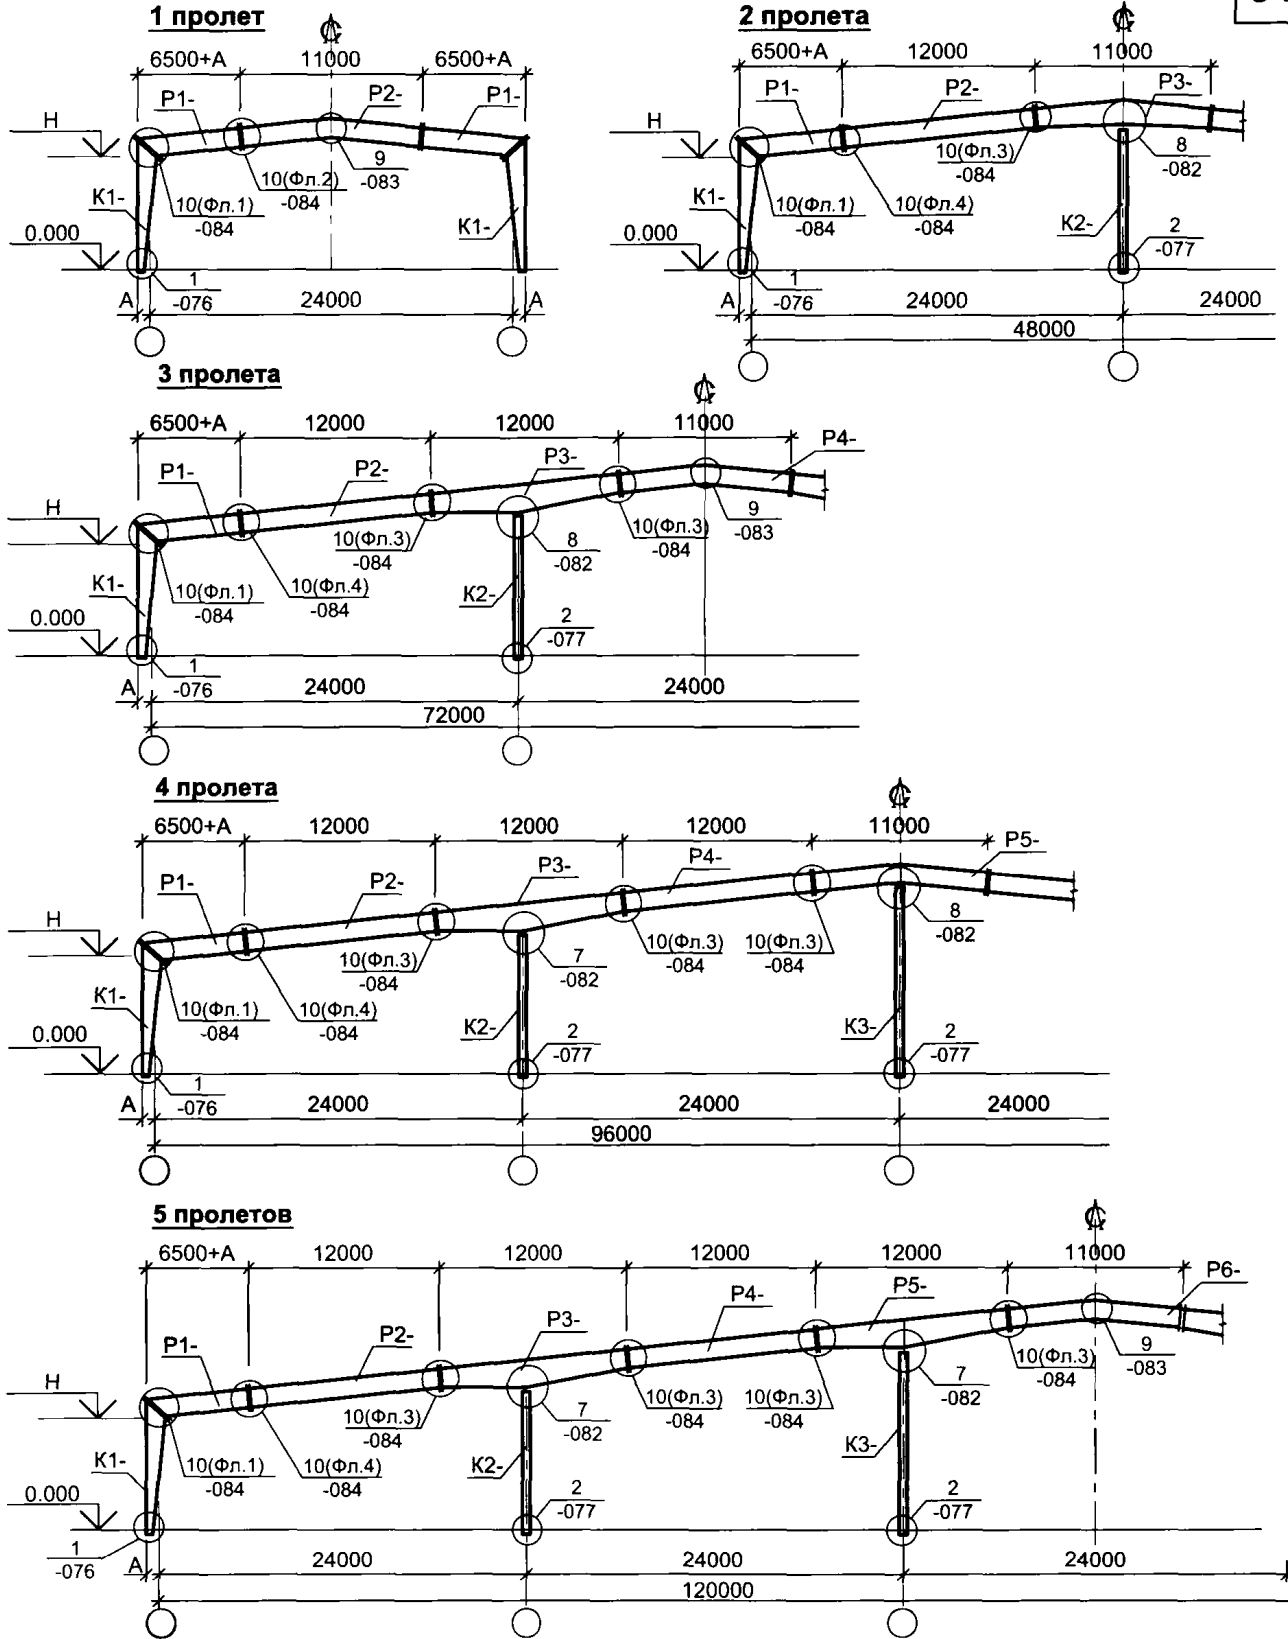 1 пролет
6500+А 11000 6500+А
Р1- Р2- Р1-
Н
9
-083
10(Фл.2)
-084
10(Фл.1)
-084
К1- К1-
0.000
1
-076
А 24000 А
2 пролета
6500+А 12000 11000
Р1- Р2- Р3-
Н
10(Фл.3)
-084
8
-082
10(Фл.1)
-084
10(Фл.4)
-084
К1- К2-
0.000
2
-077
1
-076
А 24000 24000
48000
3 пролета
6500+А 12000 12000 11000
Р1- Р2- Р3- Р4-
Н
10(Фл.3)
-084
8
-082
10(Фл.3)
-084
9
-083
10(Фл.1)
-084
10(Фл.4)
-084
К1- К2-
0.000
2
-077
1
-076
А 24000 24000
72000
4 пролета
6500+А 12000 12000 12000 11000
Р1- Р2- Р3- Р4- Р5-
Н
10(Фл.3)
-084
7
-082
10(Фл.3)
-084
10(Фл.3)
-084
8
-082
10(Фл.1)
-084
10(Фл.4)
-084
К1- К2- К3-
0.000
2
-077
2
-077
1
-076
А 24000 24000 24000
96000
5 пролетов
6500+А 12000 12000 12000 12000 11000
Р1- Р2- Р3- Р4- Р5- Р6-
Н
10(Фл.3)
-084
7
-082
10(Фл.3)
-084
10(Фл.3)
-084
7
-082
10(Фл.3)
-084
9
-083
10(Фл.1)
-084
10(Фл.4)
-084
К1- К2- К3-
0.000
2
-077
2
-077
1
-076
А 24000 24000 24000
120000